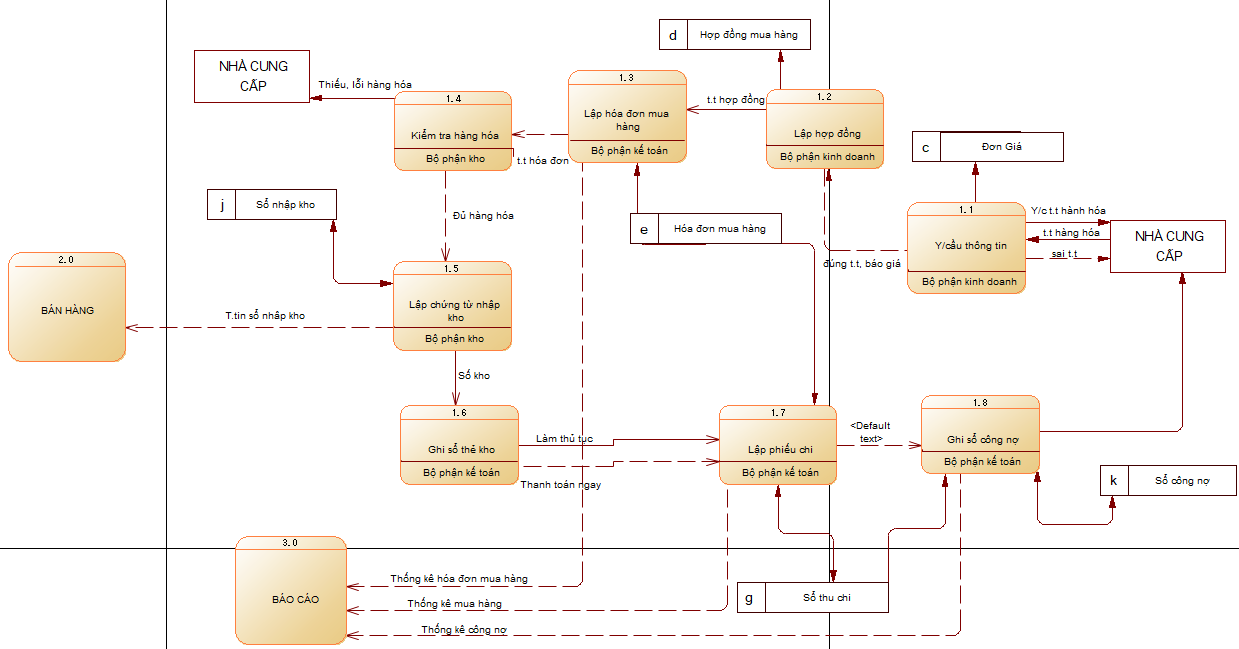 d
Hợp đồng mua hàng
NHÀ CUNG
CẤP
Thiếu, lỗi hàng hóa
1.4
Kiểm tra hàng hóa
Bộ phận kho
1.3
Lập hóa đơn mua
hàng
Bộ phận kế toán
t.t hợp đồng
1.2
Lập hợp đồng
Bộ phận kinh doanh
t.t hóa đơn
c
Đơn Giá
j
Sổ nhập kho
Đủ hàng hóa
e
Hóa đơn mua hàng
1.1
Y/cầu thông tin
Bộ phận kinh doanh
Y/c t.t hành hóa
t.t hàng hóa
sai t.t
NHÀ CUNG
CẤP
đúng t.t, báo giá
2.0
BÁN HÀNG
1.5
Lập chứng từ nhập
kho
Bộ phận kho
T.tin số nhâp kho
Số kho
1.6
Ghi sổ thẻ kho
Bộ phận kế toán
Làm thủ tục
Thanh toán ngay
1.7
Lập phiếu chi
Bộ phận kế toán
<Default
text>
1.8
Ghi sổ công nợ
Bộ phận kế toán
k
Sổ công nợ
3.0
BÁO CÁO
Thống kê hóa đơn mua hàng
Thống kê mua hàng
Thống kê công nợ
g
Sổ thu chi